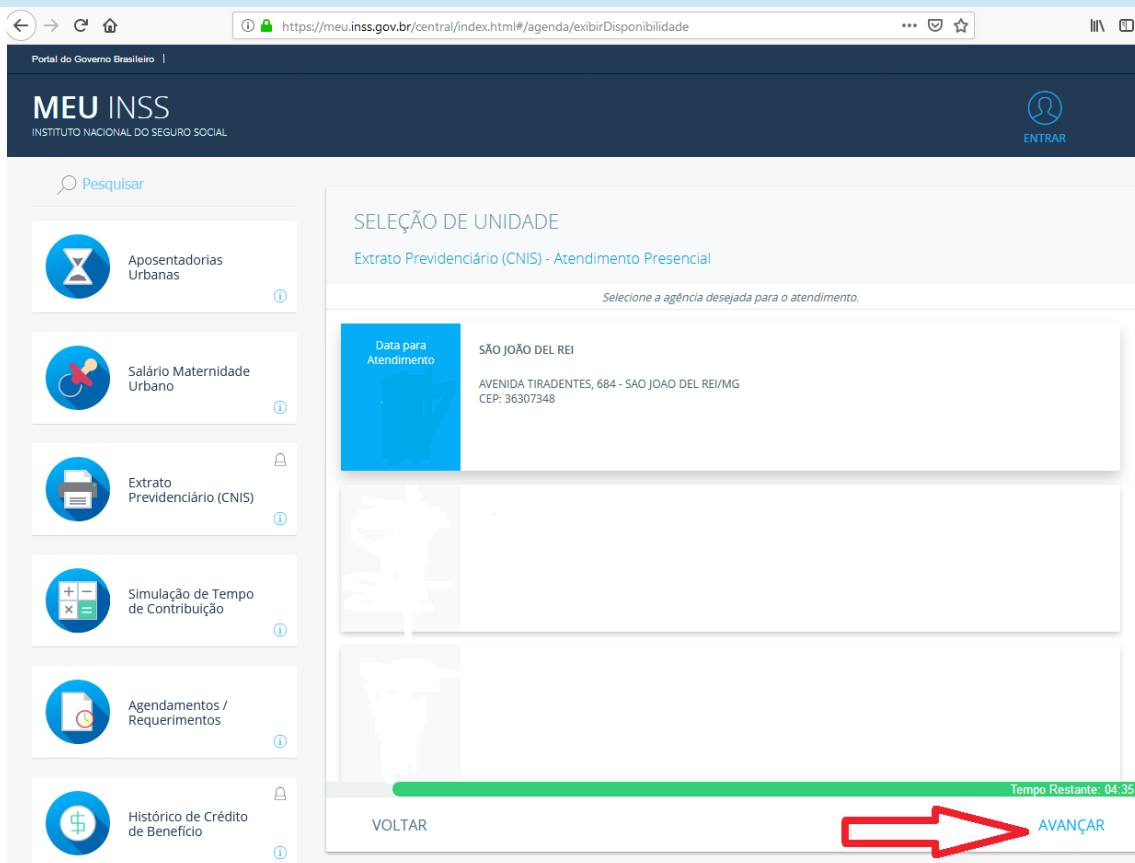 https://meu.inss.gov.br/central/index.html#/agenda/exibirDisponibilidade
Portal do Governo Brasileiro |
MEU INSS
INSTITUTO NACIONAL DO SEGURO SOCIAL
ENTRAR
Pesquisar
Aposentadorias
Urbanas
Salário Maternidade
Urbano
Extrato
Previdenciário (CNIS)
Simulação de Tempo
de Contribuição
Agendamentos /
Requerimentos
Histórico de Crédito
de Benefício
SELEÇÃO DE UNIDADE
Extrato Previdenciário (CNIS) - Atendimento Presencial
Selecione a agência desejada para o atendimento.
Data para
Atendimento
SÃO JOÃO DEL REI
AVENIDA TIRADENTES, 684 - SAO JOAO DEL REI/MG
CEP: 36307348
Tempo Restante: 04:35
VOLTAR
AVANÇAR